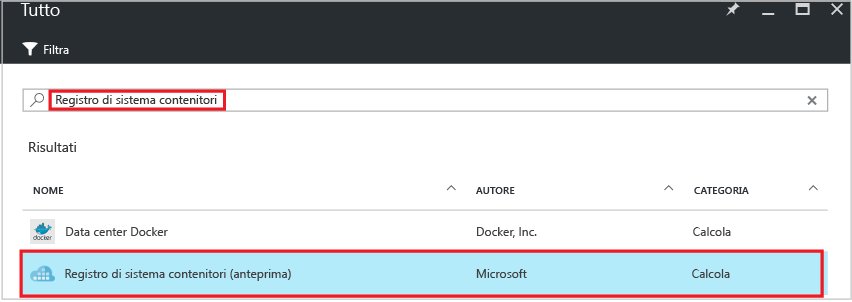 Tutto
Filtra
Registro di sistema contenitori
Risultati
NOME AUTORE CATEGORIA
docker Data center Docker Docker, Inc. Calcola
Registro di sistema contenitori (anteprima) Microsoft Calcola